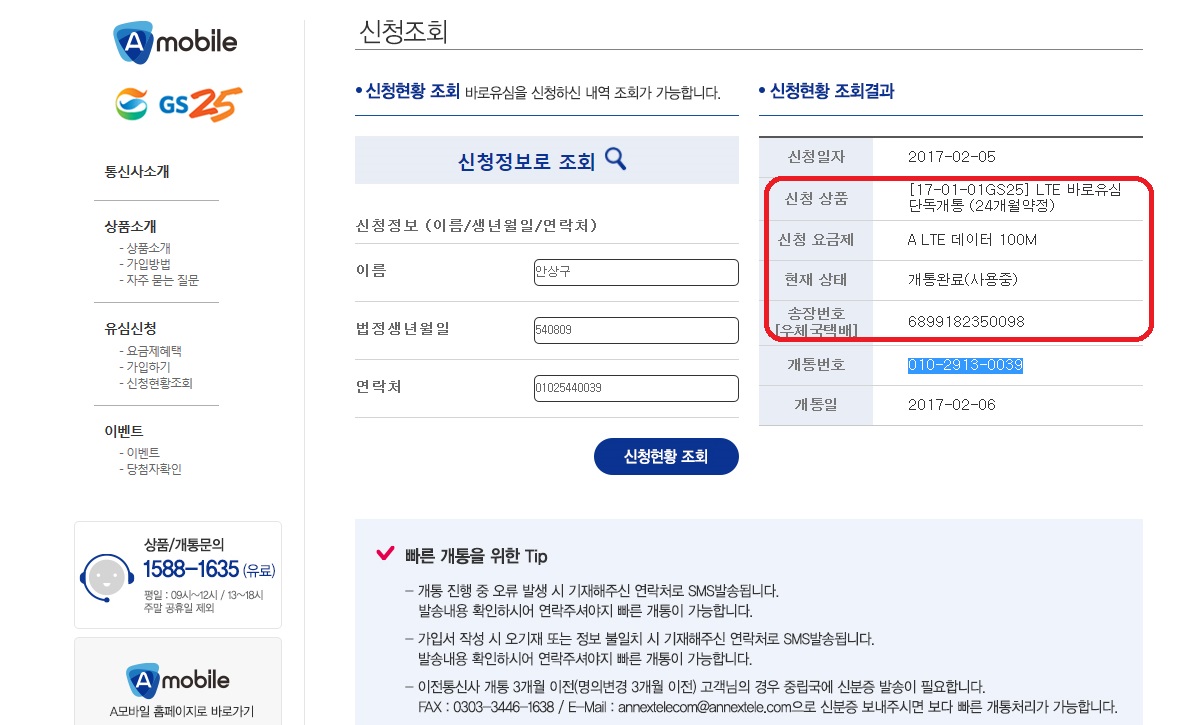 A mobile
GS25
통신사소개
상품소개
- 상품소개
- 가입방법
- 자주 묻는 질문
유심신청
- 요금제혜택
- 가입하기
- 신청현황조회
이벤트
- 이벤트
- 당첨자확인
상품/개통문의
1588-1635 (유료)
평일 : 09시~12시 / 13~18시
주말 공휴일 제외
A mobile
A모바일 홈페이지로 바로가기
신청조회
• 신청현황 조회 바로유심을 신청하신 내역 조회가 가능합니다.
신청정보로 조회
신청정보 (이름/생년월일/연락처)
이름 안상구
법정생년월일 540809
연락처 01025440039
신청현황 조회
• 신청현황 조회결과
신청일자 2017-02-05
신청 상품 [17-01-01GS25] LTE 바로유심
단독개통 (24개월약정)
신청 요금제 A LTE 데이터 100M
현재 상태 개통완료(사용중)
송장번호
[우체국택배] 6899182350098
개통번호 010-2913-0039
개통일 2017-02-06
빠른 개통을 위한 Tip
- 개통 진행 중 오류 발생 시 기재해주신 연락처로 SMS발송됩니다.
발송내용 확인하시어 연락주셔야지 빠른 개통이 가능합니다.
- 가입서 작성 시 오기재 또는 정보 불일치 시 기재해주신 연락처로 SMS발송됩니다.
발송내용 확인하시어 연락주셔야지 빠른 개통이 가능합니다.
- 이전통신사 개통 3개월 이전(명의변경 3개월 이전) 고객님의 경우 중립국에 신분증 발송이 필요합니다.
FAX : 0303-3446-1638 / E-Mail : annextelecom@annextele.com으로 신분증 보내주시면 보다 빠른 개통처리가 가능합니다.